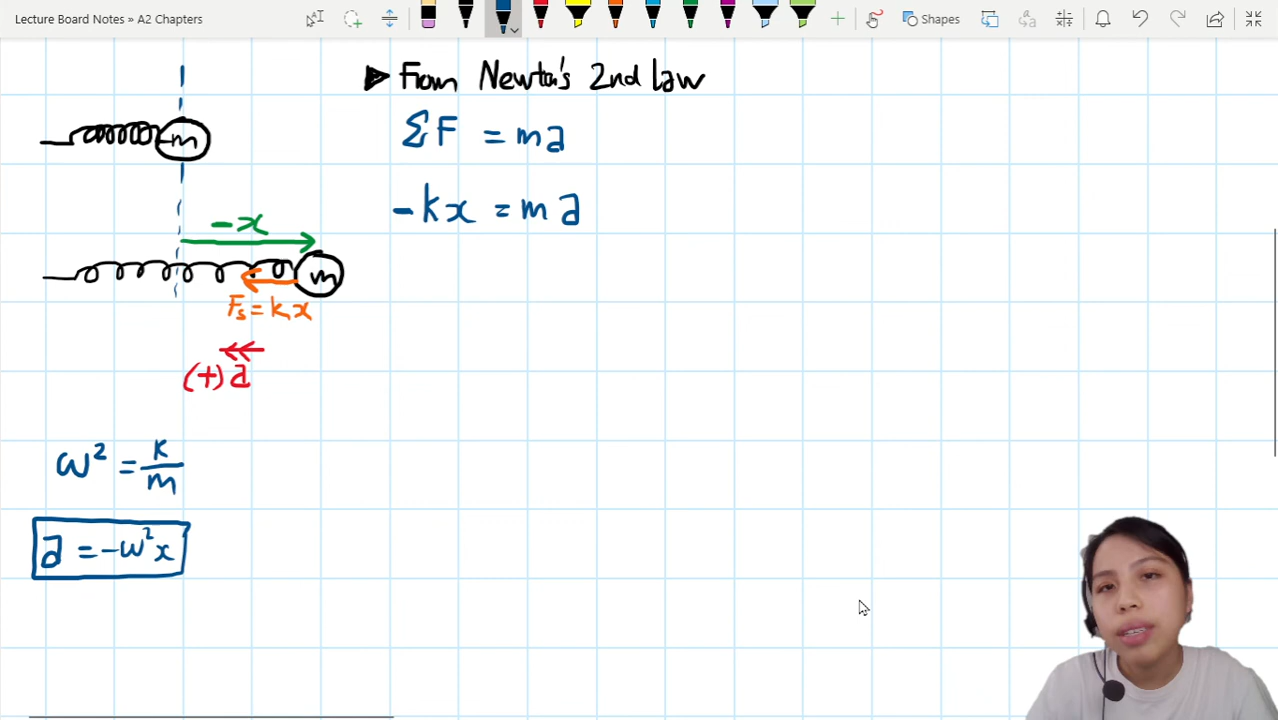 Lecture Board Notes » A2 Chapters
Shapes
▶ From Newton's 2nd law
ΣF = ma
-kx = ma
m
-x
m
Fs = kx
(+) a
ω² = k/m
a = -ω²x